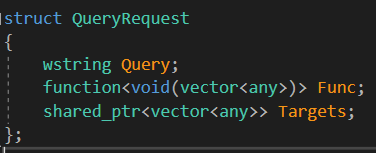 struct QueryRequest
{
wstring Query;
function<void(vector<any>)> Func;
shared_ptr<vector<any>> Targets;
};